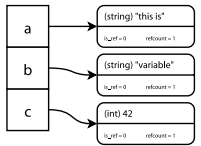 a
(string) "this is"
is_ref = 0 refcount = 1
b
(string) "variable"
is_ref = 0 refcount = 1
c
(int) 42
is_ref = 0 refcount = 1